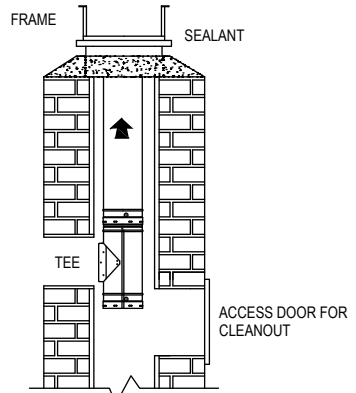 FRAME
SEALANT
TEE
ACCESS DOOR FOR
CLEANOUT